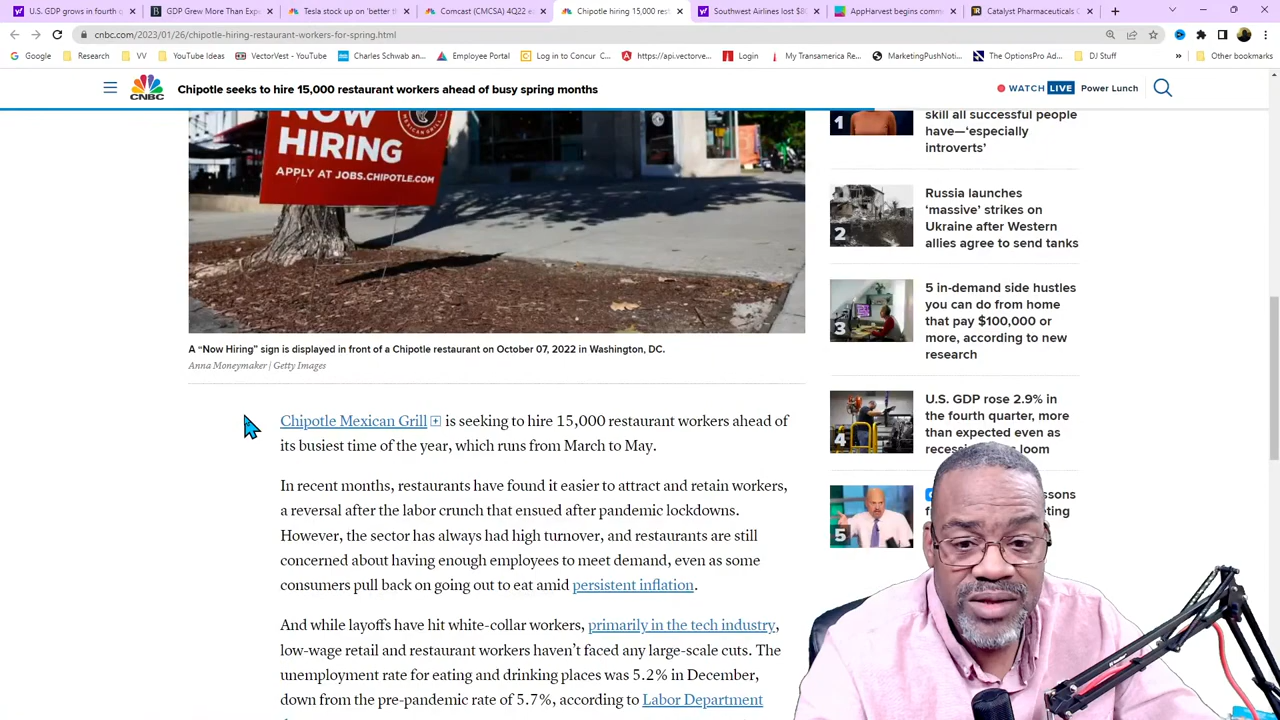 U.S. GDP grows in fourth q
GDP Grew More Than Exp
Tesla stock up on 'better t
Comcast (CMCSA) 4Q22 e
Chipotle hiring 15,000 rest
Southwest Airlines lost $8
AppHarvest begins comm
Catalyst Pharmaceuticals
cnbc.com/2023/01/26/chipotle-hiring-restaurant-workers-for-spring.html
Google
Research
VV
YouTube Ideas
VectorVest - YouTube
Charles Schwab an...
Employee Portal
Log in to Concur C...
https://api.vectorve...
Login
My Transamerica Re...
MarketingPushNoti...
The OptionsPro Ad...
DJ Stuff
Other bookmarks
CNBC
Chipotle seeks to hire 15,000 restaurant workers ahead of busy spring months
WATCH LIVE Power Lunch
NOW
HIRING
APPLY AT JOBS.CHIPOTLE.COM
MEXICAN GRILL
A “Now Hiring” sign is displayed in front of a Chipotle restaurant on October 07, 2022 in Washington, DC.
Anna Moneymaker | Getty Images
Chipotle Mexican Grill is seeking to hire 15,000 restaurant workers ahead of
its busiest time of the year, which runs from March to May.
In recent months, restaurants have found it easier to attract and retain workers,
a reversal after the labor crunch that ensued after pandemic lockdowns.
However, the sector has always had high turnover, and restaurants are still
concerned about having enough employees to meet demand, even as some
consumers pull back on going out to eat amid persistent inflation.
And while layoffs have hit white-collar workers, primarily in the tech industry,
low-wage retail and restaurant workers haven’t faced any large-scale cuts. The
unemployment rate for eating and drinking places was 5.2% in December,
down from the pre-pandemic rate of 5.7%, according to Labor Department
1
skill all successful people
have—‘especially
introverts’
2
Russia launches
‘massive’ strikes on
Ukraine after Western
allies agree to send tanks
3
5 in-demand side hustles
you can do from home
that pay $100,000 or
more, according to new
research
4
U.S. GDP rose 2.9% in
the fourth quarter, more
than expected even as
loom
5